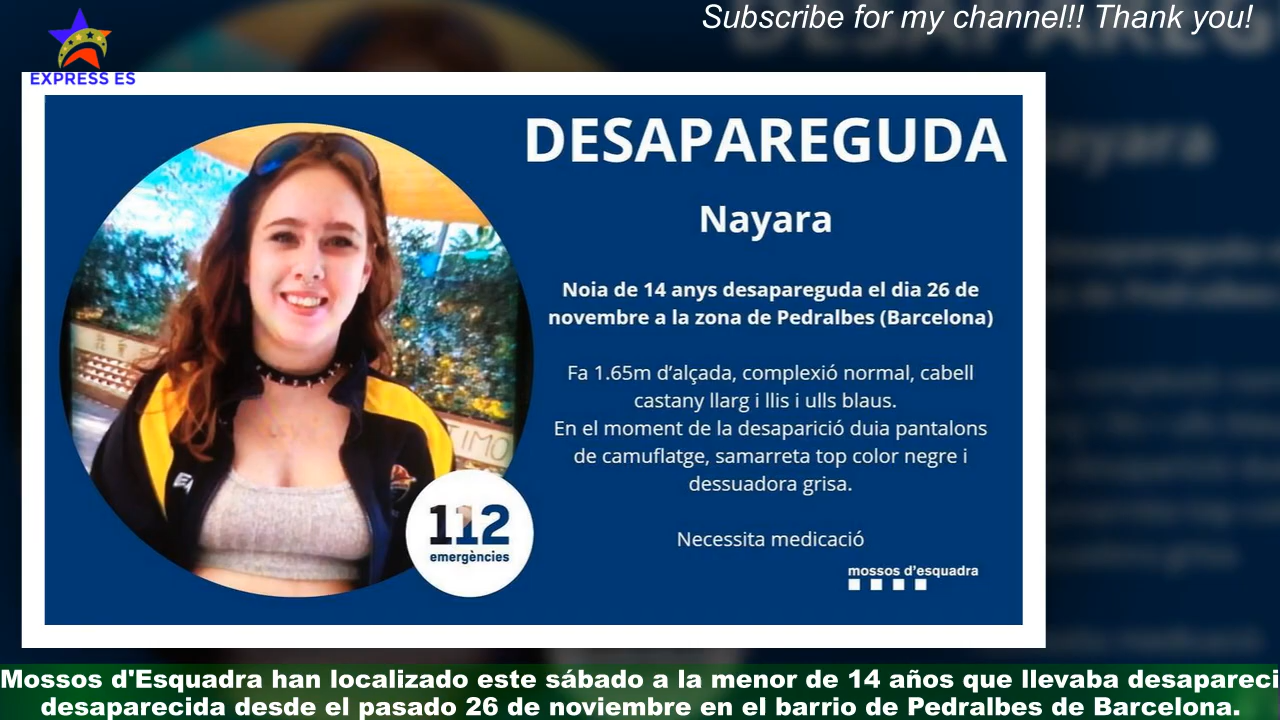 Subscribe for my channel!! Thank you!
EXPRESS ES
DESAPAREGUDA
Nayara
Noia de 14 anys desapareguda el dia 26 de
novembre a la zona de Pedralbes (Barcelona)
Fa 1.65m d'alçada, complexió normal, cabell
castany llarg i llis i ulls blaus.
En el moment de la desaparició duia pantalons
de camuflatge, samarreta top color negre i
dessuadora grisa.
Necessita medicació
112
emergències
mossos d'esquadra
Mossos d'Esquadra han localizado este sábado a la menor de 14 años que llevaba desapareci
desaparecida desde el pasado 26 de noviembre en el barrio de Pedralbes de Barcelona.